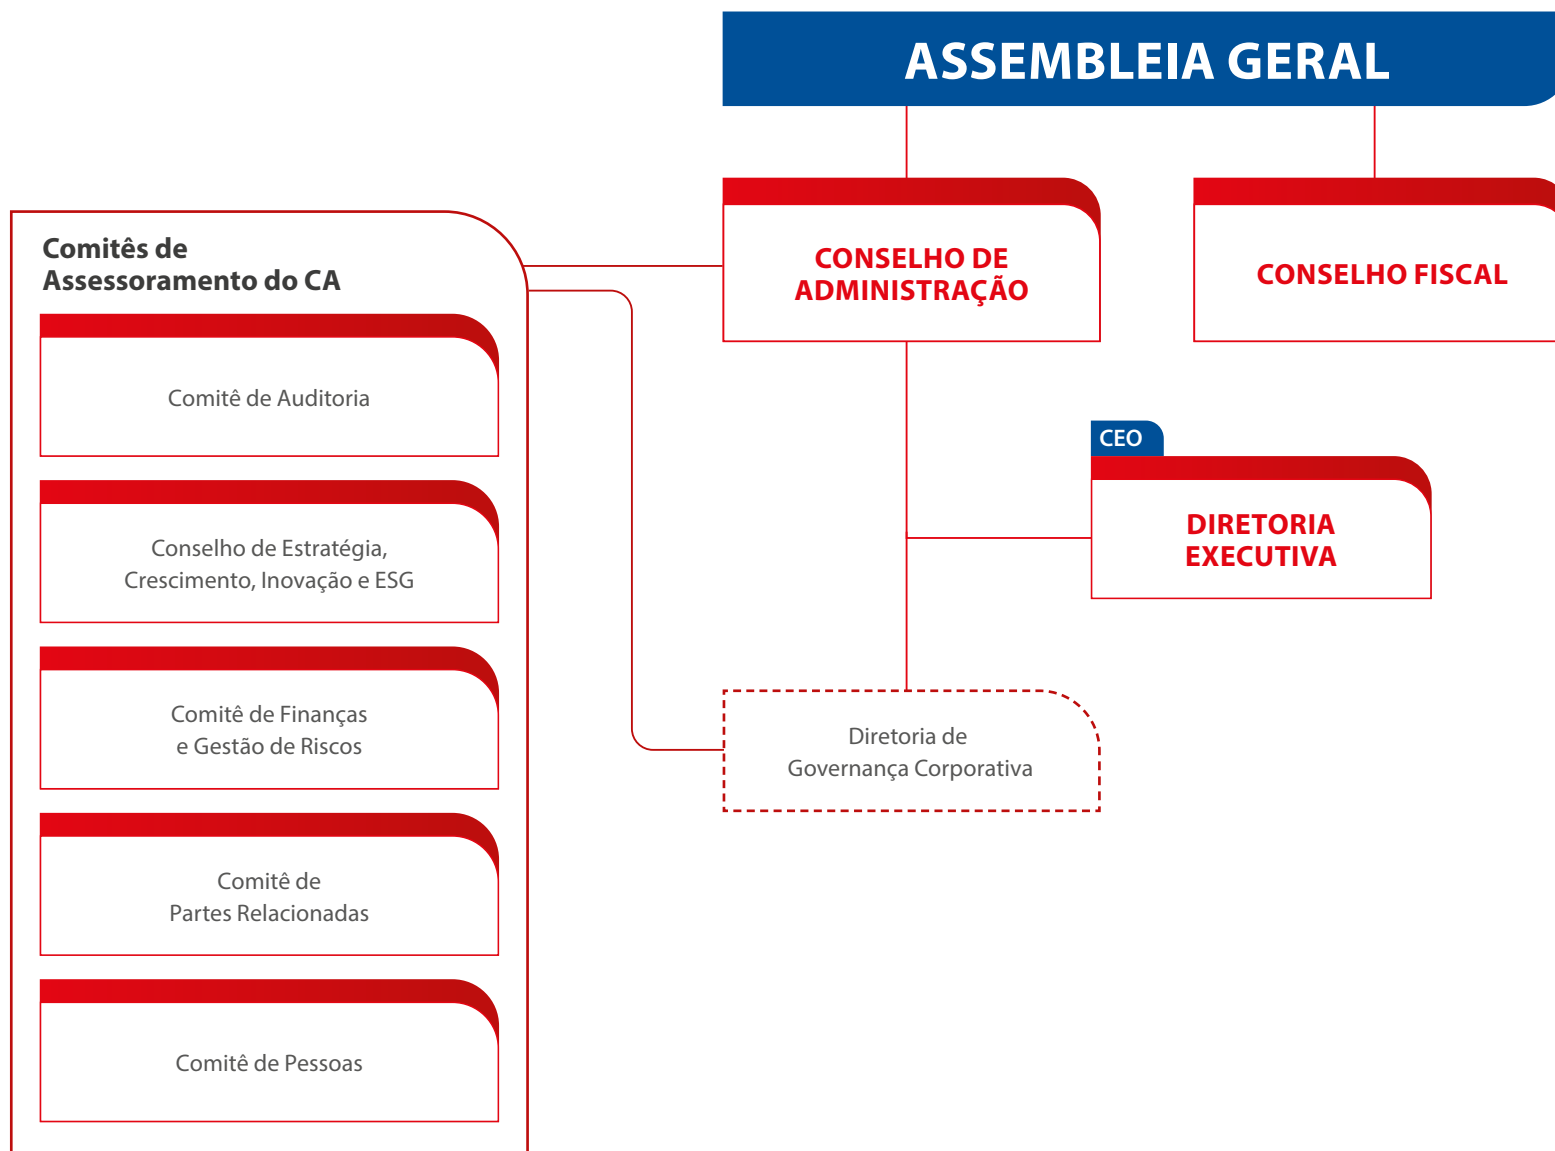 ASSEMBLEIA GERAL
CONSELHO DE
ADMINISTRAÇÃO
CONSELHO FISCAL
Comitês de
Assessoramento do CA
Comitê de Auditoria
Conselho de Estratégia,
Crescimento, Inovação e ESG
Comitê de Finanças
e Gestão de Riscos
Comitê de
Partes Relacionadas
Comitê de Pessoas
CEO
DIRETORIA
EXECUTIVA
Diretoria de
Governança Corporativa